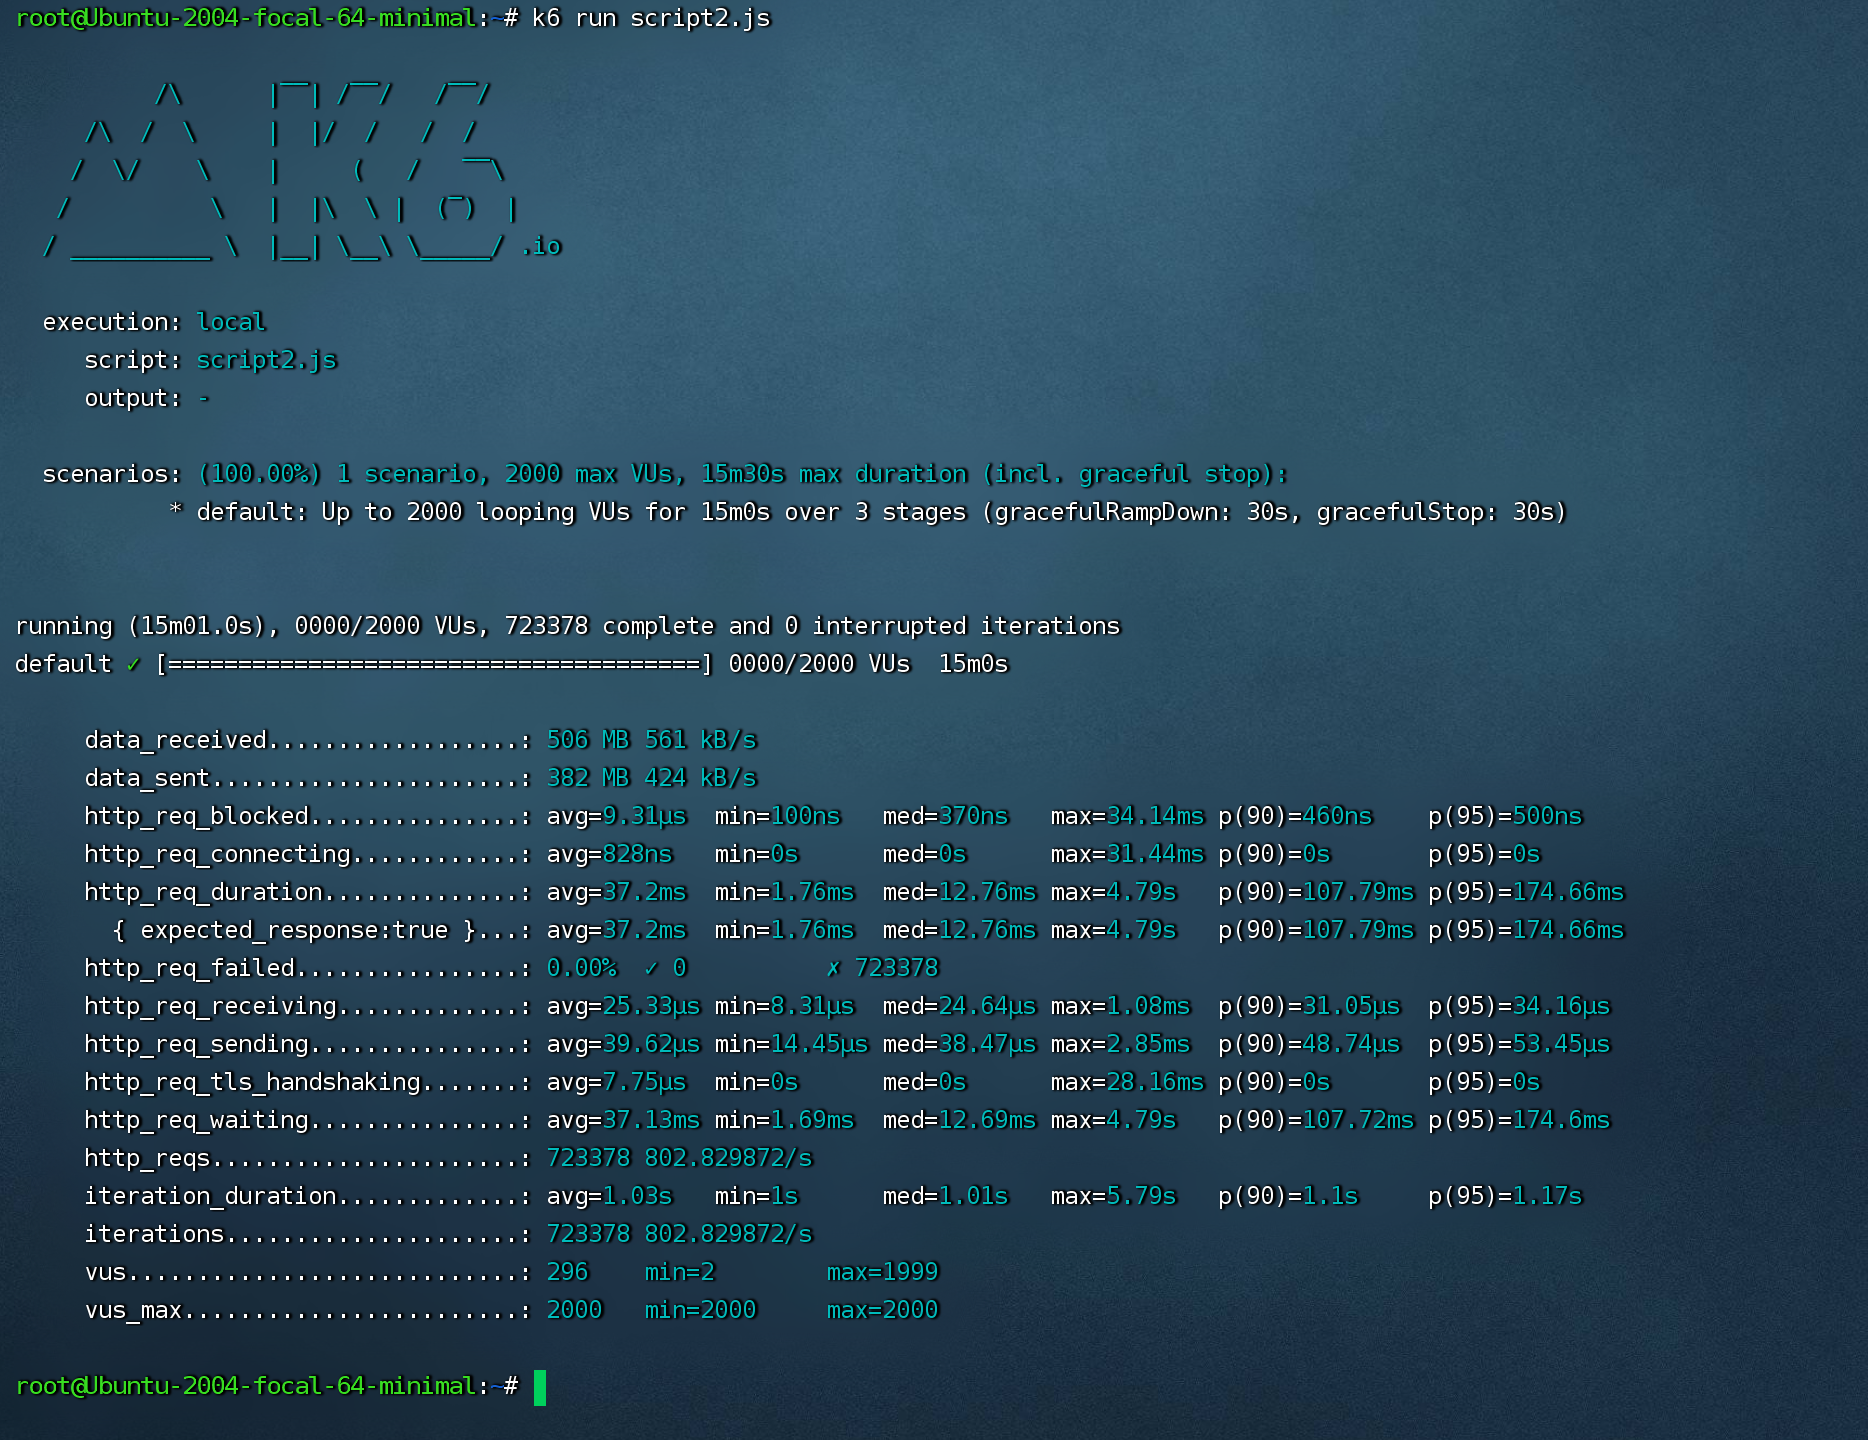 root@Ubuntu-2004-focal-64-minimal:~# k6 run script2.js
          /\      |‾‾| /‾‾/   /‾‾/
     /\  /  \     |  |/  /   /  /
    /  \/    \    |     (   /   ‾‾\
   /          \   |  |\  \ |  (‾)  |
  / __________ \  |__| \__\ \_____/ .io
execution: local
script: script2.js
output: -
scenarios: (100.00%) 1 scenario, 2000 max VUs, 15m30s max duration (incl. graceful stop):
* default: Up to 2000 looping VUs for 15m0s over 3 stages (gracefulRampDown: 30s, gracefulStop: 30s)
running (15m01.0s), 0000/2000 VUs, 723378 complete and 0 interrupted iterations
default ✓ [======================================] 0000/2000 VUs  15m0s
data_received..................: 506 MB 561 kB/s
data_sent......................: 382 MB 424 kB/s
http_req_blocked...............: avg=9.31µs  min=100ns   med=370ns   max=34.14ms p(90)=460ns    p(95)=500ns
http_req_connecting............: avg=828ns   min=0s      med=0s      max=31.44ms p(90)=0s       p(95)=0s
http_req_duration..............: avg=37.2ms  min=1.76ms  med=12.76ms max=4.79s   p(90)=107.79ms p(95)=174.66ms
{ expected_response:true }...: avg=37.2ms  min=1.76ms  med=12.76ms max=4.79s   p(90)=107.79ms p(95)=174.66ms
http_req_failed................: 0.00%  ✓ 0          ✗ 723378
http_req_receiving.............: avg=25.33µs min=8.31µs  med=24.64µs max=1.08ms  p(90)=31.05µs  p(95)=34.16µs
http_req_sending...............: avg=39.62µs min=14.45µs med=38.47µs max=2.85ms  p(90)=48.74µs  p(95)=53.45µs
http_req_tls_handshaking.......: avg=7.75µs  min=0s      med=0s      max=28.16ms p(90)=0s       p(95)=0s
http_req_waiting...............: avg=37.13ms min=1.69ms  med=12.69ms max=4.79s   p(90)=107.72ms p(95)=174.6ms
http_reqs......................: 723378 802.829872/s
iteration_duration.............: avg=1.03s   min=1s      med=1.01s   max=5.79s   p(90)=1.1s     p(95)=1.17s
iterations.....................: 723378 802.829872/s
vus............................: 296    min=2        max=1999
vus_max........................: 2000   min=2000     max=2000
root@Ubuntu-2004-focal-64-minimal:~#